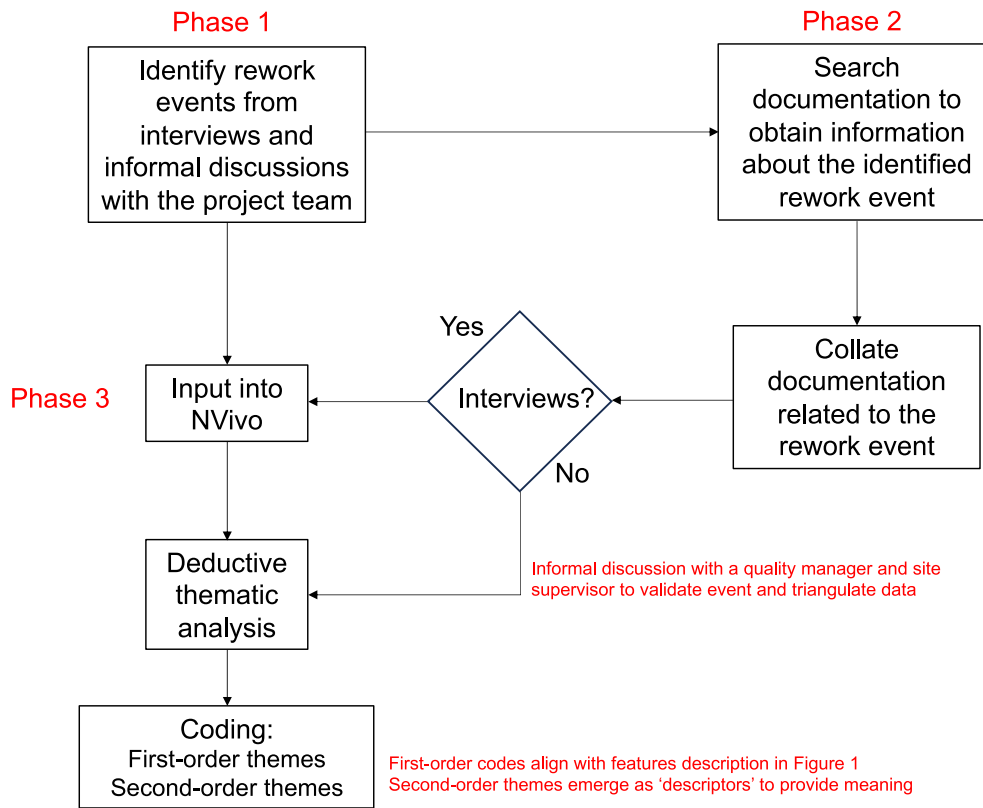 Phase 1
Phase 2
Identify rework
events from
interviews and
informal discussions
with the project team
Search
documentation to
obtain information
about the identified
rework event
Yes
Phase 3
Input into
NVivo
Interviews?
Collate
documentation
related to the
rework event
No
Deductive
thematic
analysis
Informal discussion with a quality manager and site
supervisor to validate event and triangulate data
Coding:
First-order themes
Second-order themes
First-order codes align with features description in Figure 1
Second-order themes emerge as ‘descriptors’ to provide meaning